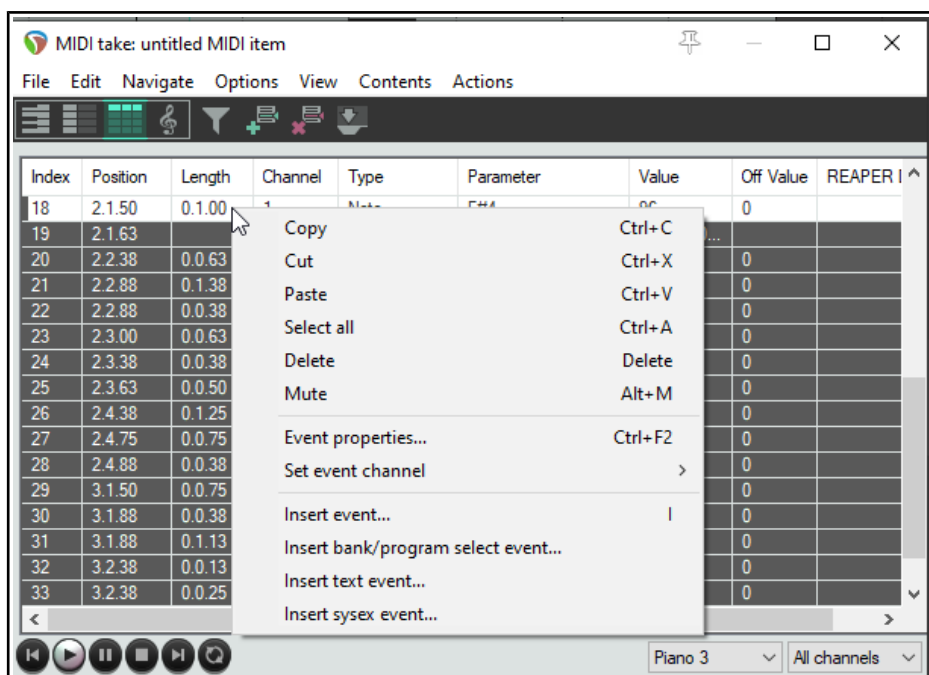 MIDI take: untitled MIDI item
File Edit Navigate Options View Contents Actions
Index Position Length Channel Type Parameter Value Off Value REAPER
18 2.1.50 0.1.00 0
19 2.1.63
20 2.2.38 0.0.63 0
21 2.2.88 0.1.38 0
22 2.2.88 0.0.38 0
23 2.3.00 0.0.63 0
24 2.3.38 0.0.38 0
25 2.3.63 0.0.50 0
26 2.4.38 0.1.25 0
27 2.4.75 0.0.75 0
28 2.4.88 0.0.38 0
29 3.1.50 0.0.75 0
30 3.1.88 0.0.38 0
31 3.1.88 0.1.13 0
32 3.2.38 0.0.13 0
33 3.2.38 0.0.25 0
Copy Ctrl+C
Cut Ctrl+X
Paste Ctrl+V
Select all Ctrl+A
Delete Delete
Mute Alt+M
Event properties... Ctrl+F2
Set event channel
Insert event... I
Insert bank/program select event...
Insert text event...
Insert sysex event...
Piano 3 All channels